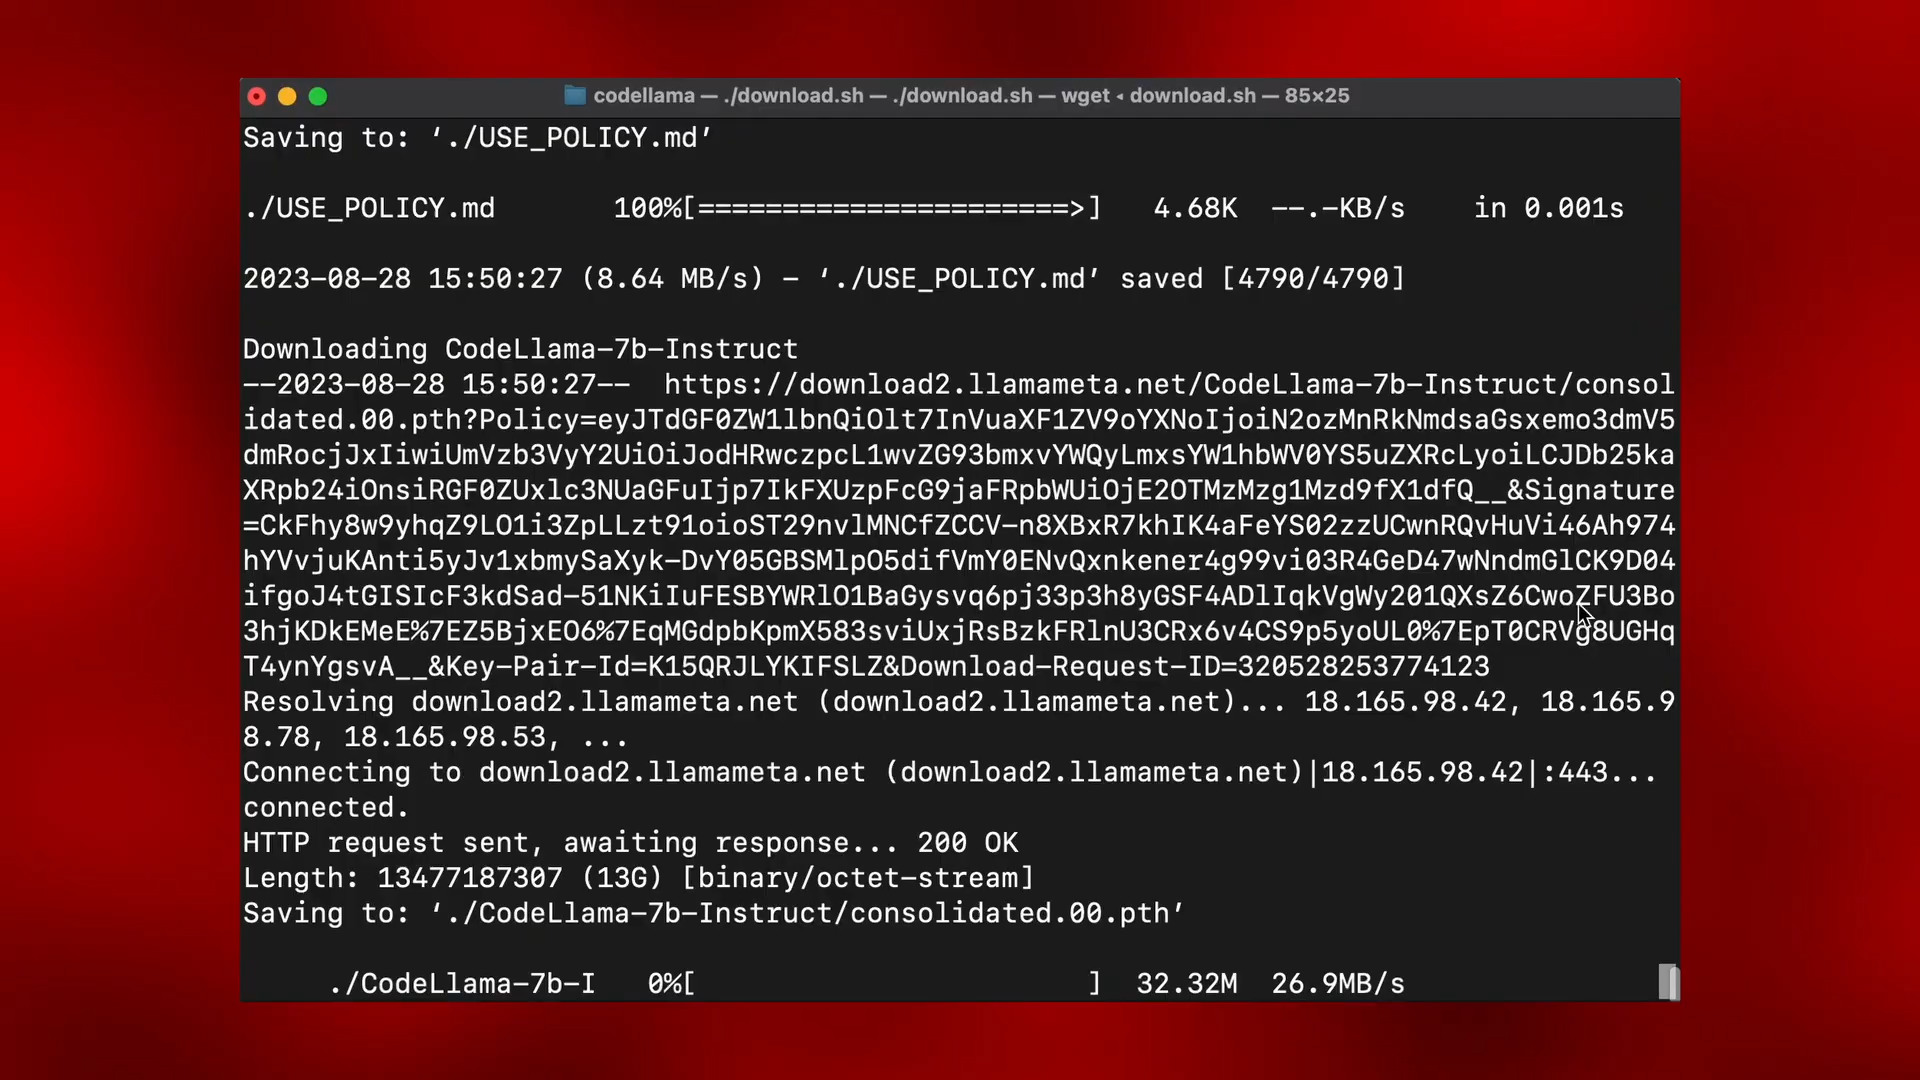 codellama — ./download.sh — ./download.sh — wget ◂ download.sh — 85×25
Saving to: ‘./USE_POLICY.md’
./USE_POLICY.md       100%[======================>]   4.68K  --.-KB/s    in 0.001s
2023-08-28 15:50:27 (8.64 MB/s) - ‘./USE_POLICY.md’ saved [4790/4790]
Downloading CodeLlama-7b-Instruct
--2023-08-28 15:50:27--  https://download2.llamameta.net/CodeLlama-7b-Instruct/consol
idated.00.pth?Policy=eyJTdGF0ZW1lbnQiOlt7InVuaXF1ZV9oYXNoIjoiN2ozMnRkNmdsaGsxemo3dmV5
dmRocjJxIiwiUmVzb3VyY2UiOiJodHRwczpcL1wvZG93bmxvYWQyLmxsYW1hbWV0YS5uZXRcLyoiLCJDb25ka
XRpb24iOnsiRGF0ZUxlc3NUaGFuIjp7IkFXUzpFcG9jaFRpbWUiOjE2OTMzMzg1Mzd9fX1dfQ__&Signature
=CkFhy8w9yhqZ9LO1i3ZpLLzt91oioST29nvlMNCfZCCV-n8XBxR7khIK4aFeYS02zzUCwnRQvHuVi46Ah974
hYVvjuKAnti5yJv1xbmySaXyk-DvY05GBSMlpO5difVmY0ENvQxnkener4g99vi03R4GeD47wNndmGlCK9D04
ifgoJ4tGISIcF3kdSad-51NKiIuFESBYWRlO1BaGysvq6pj33p3h8yGSF4ADlIqkVgWy201QXsZ6CwoZFU3Bo
3hjKDkEMeE%7EZ5BjxEO6%7EqMGdpbKpmX583sviUxjRsBzkFRlnU3CRx6v4CS9p5yoUL0%7EpT0CRVg8UGHq
T4ynYgsvA__&Key-Pair-Id=K15QRJLYKIFSLZ&Download-Request-ID=320528253774123
Resolving download2.llamameta.net (download2.llamameta.net)... 18.165.98.42, 18.165.9
8.78, 18.165.98.53, ...
Connecting to download2.llamameta.net (download2.llamameta.net)|18.165.98.42|:443...
connected.
HTTP request sent, awaiting response... 200 OK
Length: 13477187307 (13G) [binary/octet-stream]
Saving to: ‘./CodeLlama-7b-Instruct/consolidated.00.pth’
./CodeLlama-7b-I   0%[                       ]  32.32M  26.9MB/s